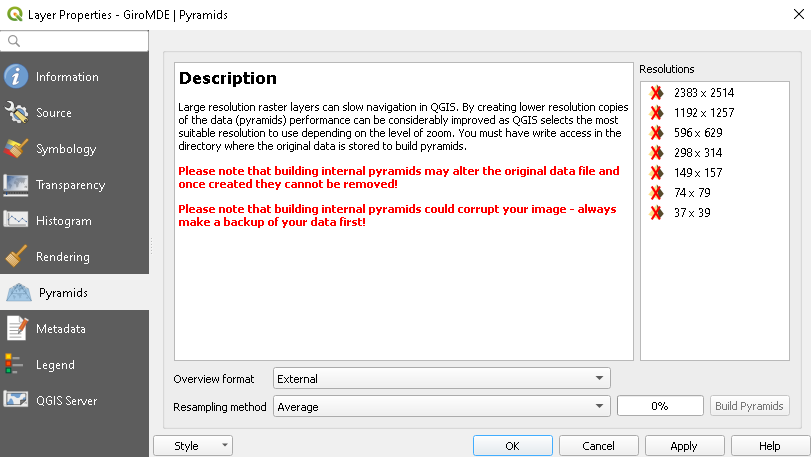 Layer Properties - GiroMDE | Pyramids
Information
Source
Symbology
Transparency
Histogram
Rendering
Pyramids
Metadata
Legend
QGIS Server
Description
Large resolution raster layers can slow navigation in QGIS. By creating lower resolution copies
of the data (pyramids) performance can be considerably improved as QGIS selects the most
suitable resolution to use depending on the level of zoom. You must have write access in the
directory where the original data is stored to build pyramids.
Please note that building internal pyramids may alter the original data file and
once created they cannot be removed!
Please note that building internal pyramids could corrupt your image - always
make a backup of your data first!
Resolutions
2383 x 2514
1192 x 1257
596 x 629
298 x 314
149 x 157
74 x 79
37 x 39
Overview format External
Resampling method Average 0% Build Pyramids
Style OK Cancel Apply Help